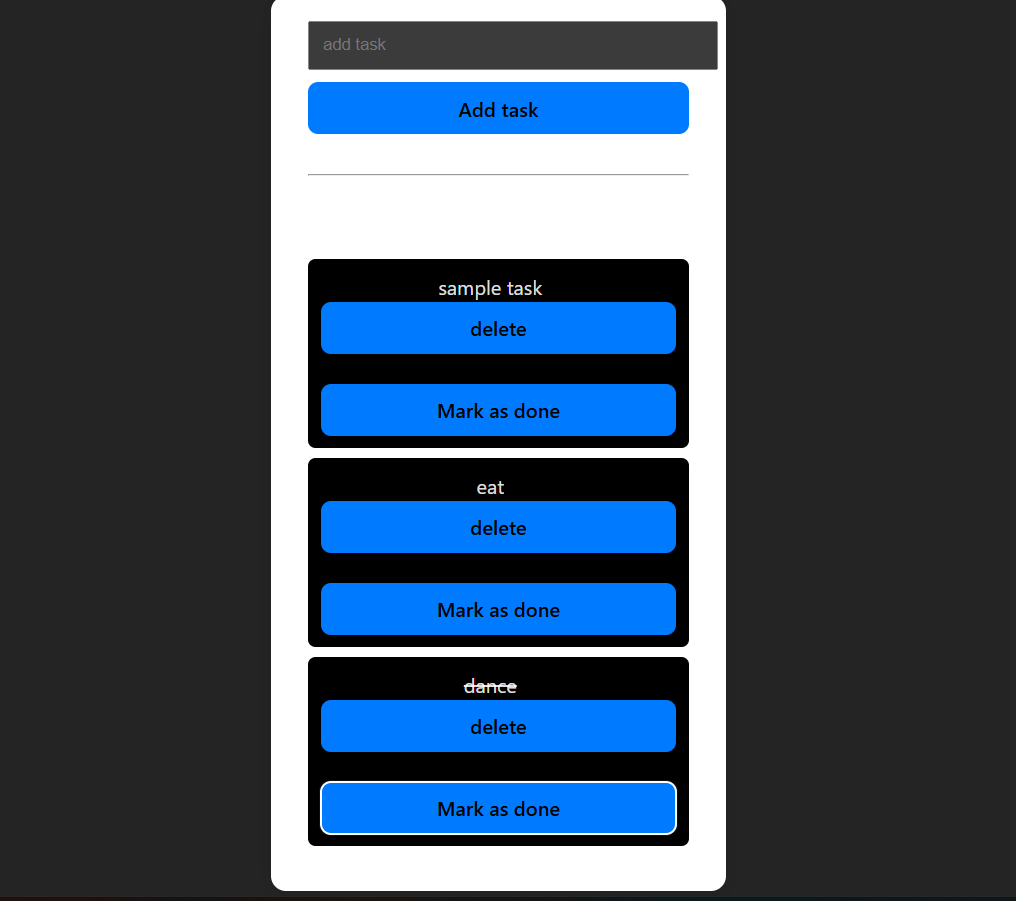 add task
Add task
sample task
delete
Mark as done
eat
delete
Mark as done
dance
delete
Mark as done